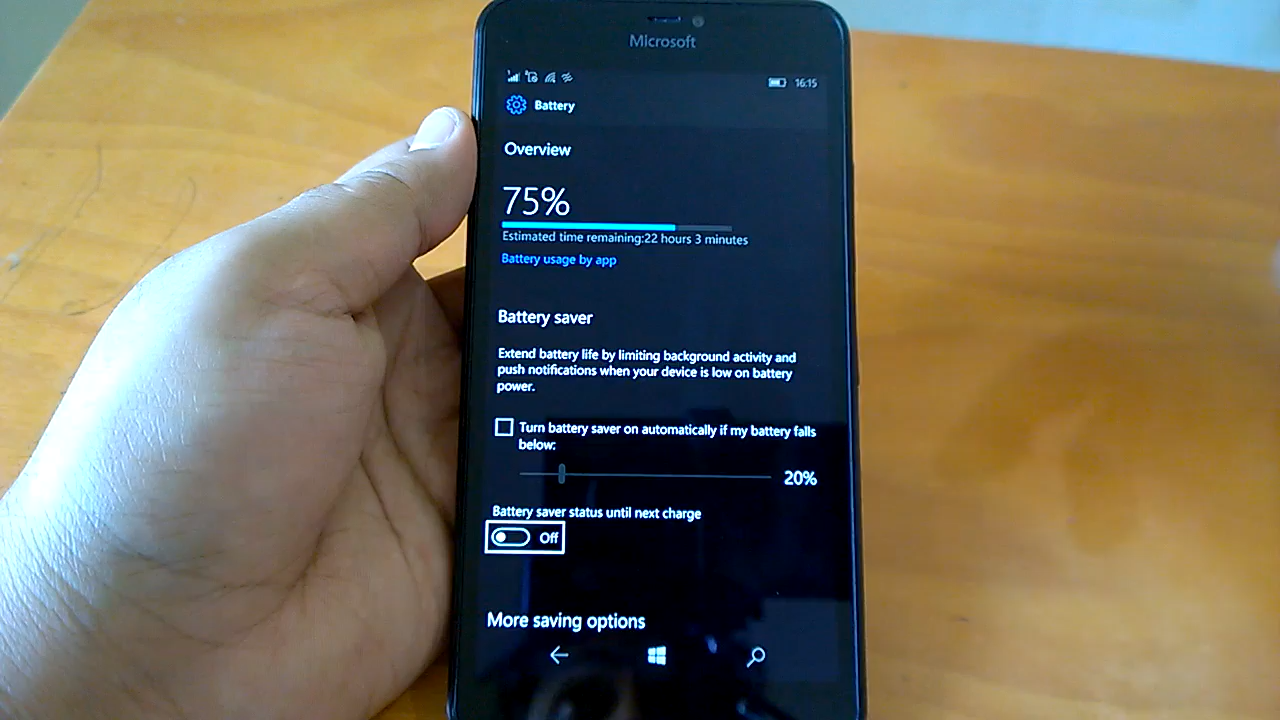 Microsoft
16:15
Battery
Overview
75%
Estimated time remaining:22 hours 3 minutes
Battery usage by app
Battery saver
Extend battery life by limiting background activity and
push notifications when your device is low on battery
power.
Turn battery saver on automatically if my battery falls
below:
20%
Battery saver status until next charge
Off
More saving options